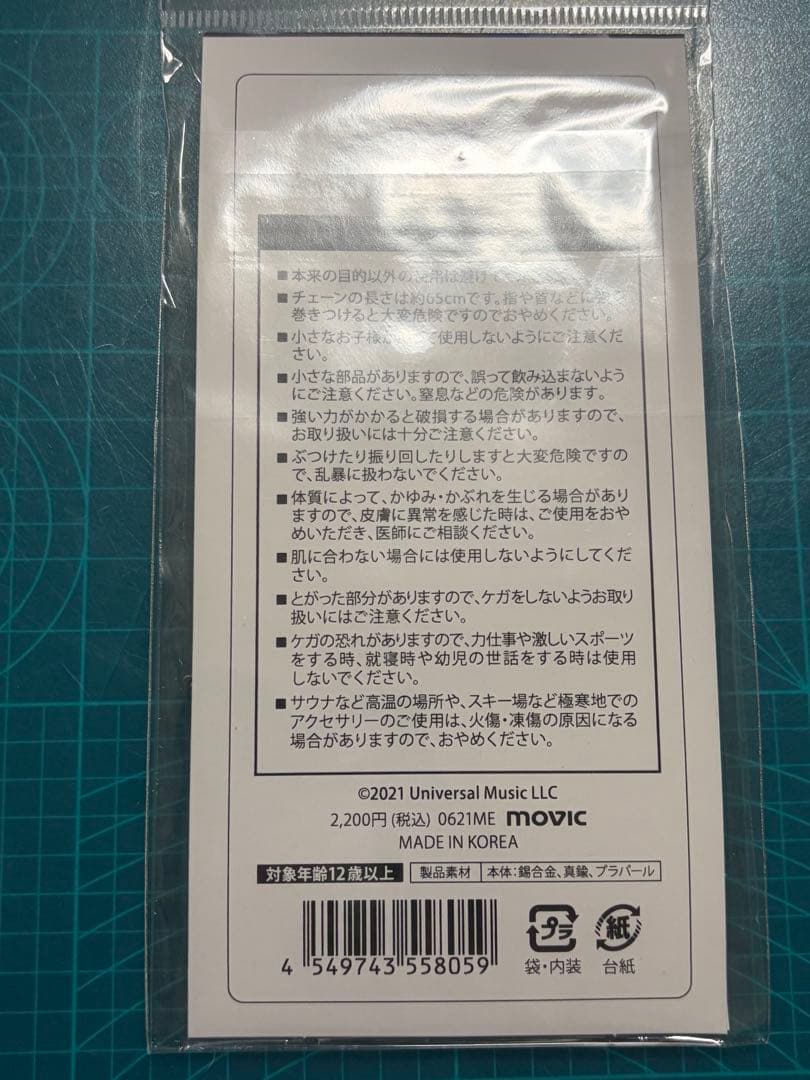 ■本来の目的以外の使用は避けて
■チェーンの長さは約65cmです。指や首などに
巻きつけると大変危険ですのでおやめください。
■小さなお子様が
て使用しないようにご注意くだ
さい。
■小さな部品がありますので、誤って飲み込まないよう
にご注意ください。窒息などの危険があります。
■強い力がかかると破損する場合がありますので、
お取り扱いには十分ご注意ください。
■ぶつけたり振り回したりしますと大変危険ですの
で、乱暴に扱わないでください。
■体質によって、かゆみ・かぶれを生じる場合があり
ますので、皮膚に異常を感じた時は、ご使用をおや
めいただき、医師にご相談ください。
■肌に合わない場合には使用しないようにしてくだ
さい。
■とがった部分がありますので、ケガをしないようお取り
扱いにはご注意ください。
■ケガの恐れがありますので、力仕事や激しいスポーツ
をする時、就寝時や幼児の世話をする時は使用
しないでください。
■サウナなど高温の場所や、スキー場など極寒地での
アクセサリーのご使用は、火傷・凍傷の原因になる
場合がありますので、おやめください。
©2021 Universal Music LLC
2,200円(税込) 0621ME movic
MADE IN KOREA
対象年齢12歳以上 製品素材 本体:錫合金、真鍮、プラパール
4 549743 558059
プラ 紙
袋・内装 台紙